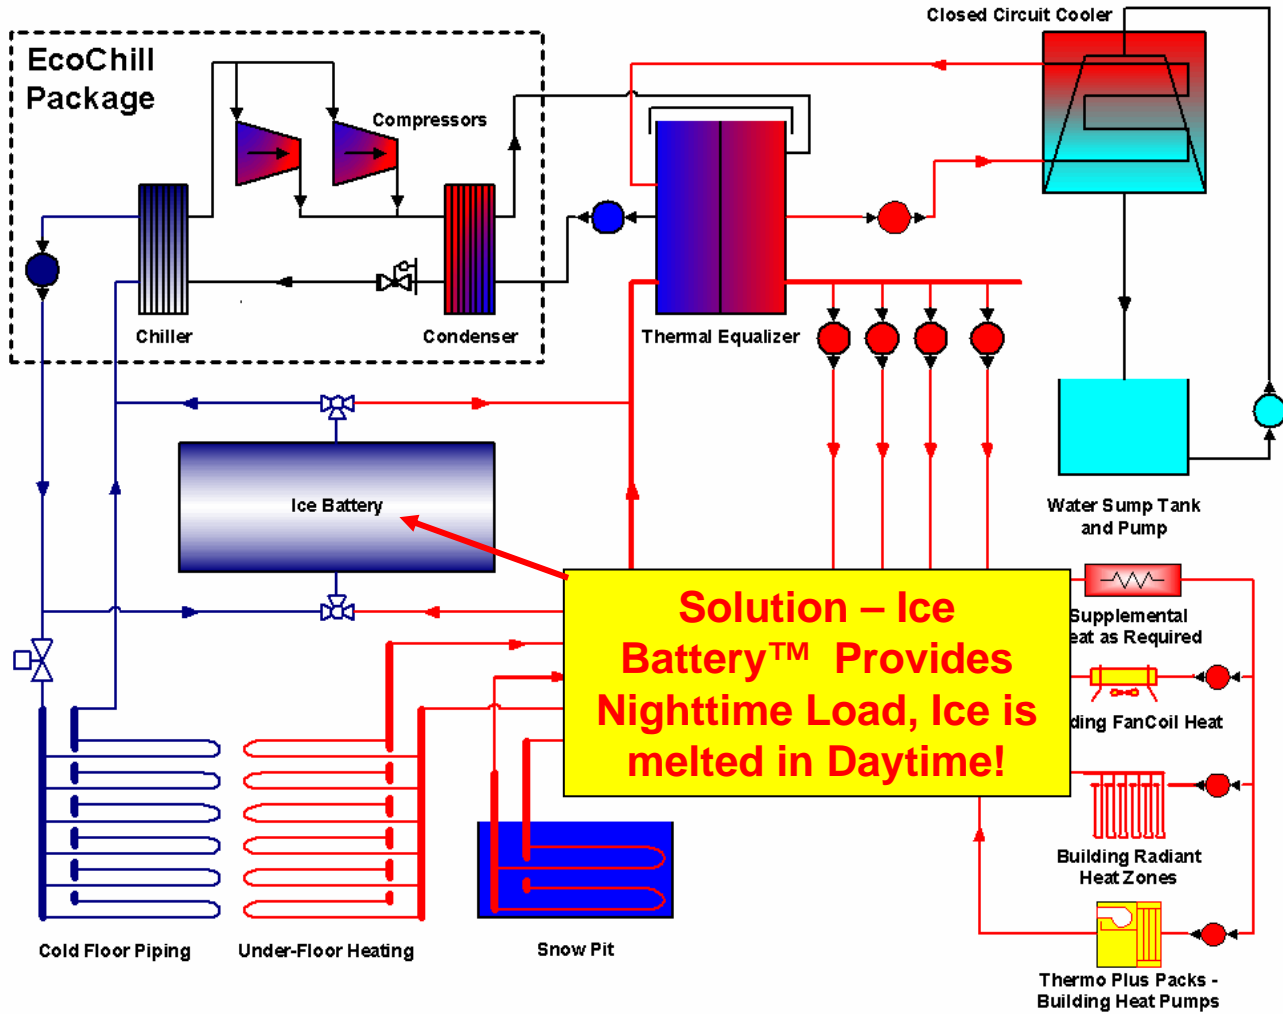 Closed Circuit Cooler
EcoChill
Package
Compressors
Chiller
Condenser
Thermal Equalizer
Ice Battery
Water Sump Tank
and Pump
Solution – Ice
Battery™ Provides
Nighttime Load, Ice is
melted in Daytime!
Supplemental
as Required
FanCoil Heat
Building Radiant
Heat Zones
Cold Floor Piping
Under-Floor Heating
Snow Pit
Thermo Plus Packs -
Building Heat Pumps